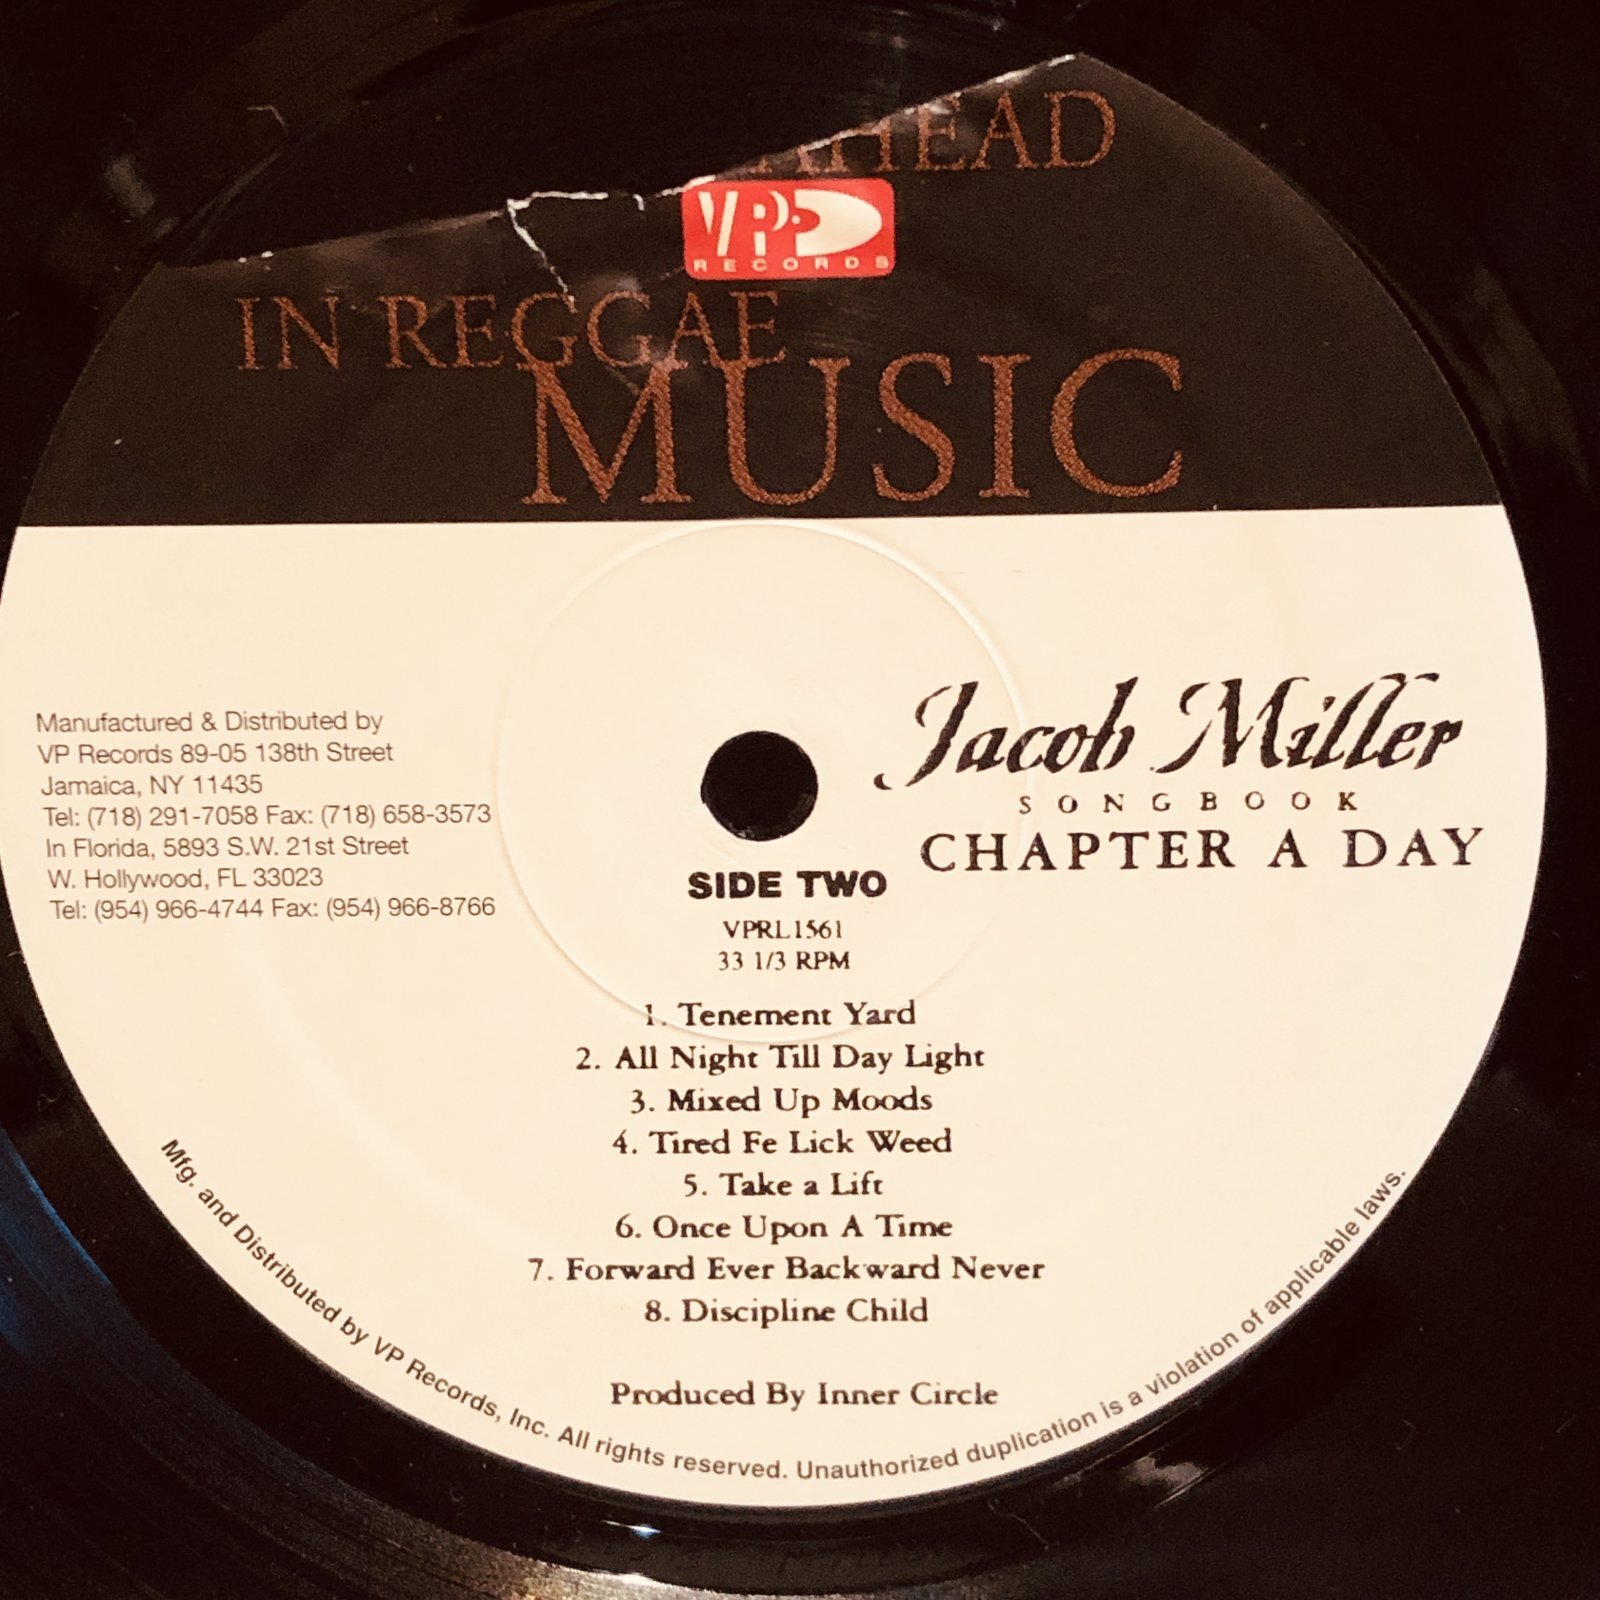 AHEAD
VP
RECORDS
IN REGGAE
MUSIC
Manufactured & Distributed by
VP Records 89-05 138th Street
Jamaica, NY 11435
Tel: (718) 291-7058 Fax: (718) 658-3573
In Florida, 5893 S.W. 21st Street
W. Hollywood, FL 33023
Tel: (954) 966-4744 Fax: (954) 966-8766
Jacob Miller
SONGBOOK
CHAPTER A DAY
SIDE TWO
VPRL1561
33 1/3 RPM
1. Tenement Yard
2. All Night Till Day Light
3. Mixed Up Moods
4. Tired Fe Lick Weed
5. Take a Lift
6. Once Upon A Time
7. Forward Ever Backward Never
8. Discipline Child
Produced By Inner Circle
Mfg. and Distributed by VP Records, Inc. All rights reserved. Unauthorized duplication is a violation of applicable laws.